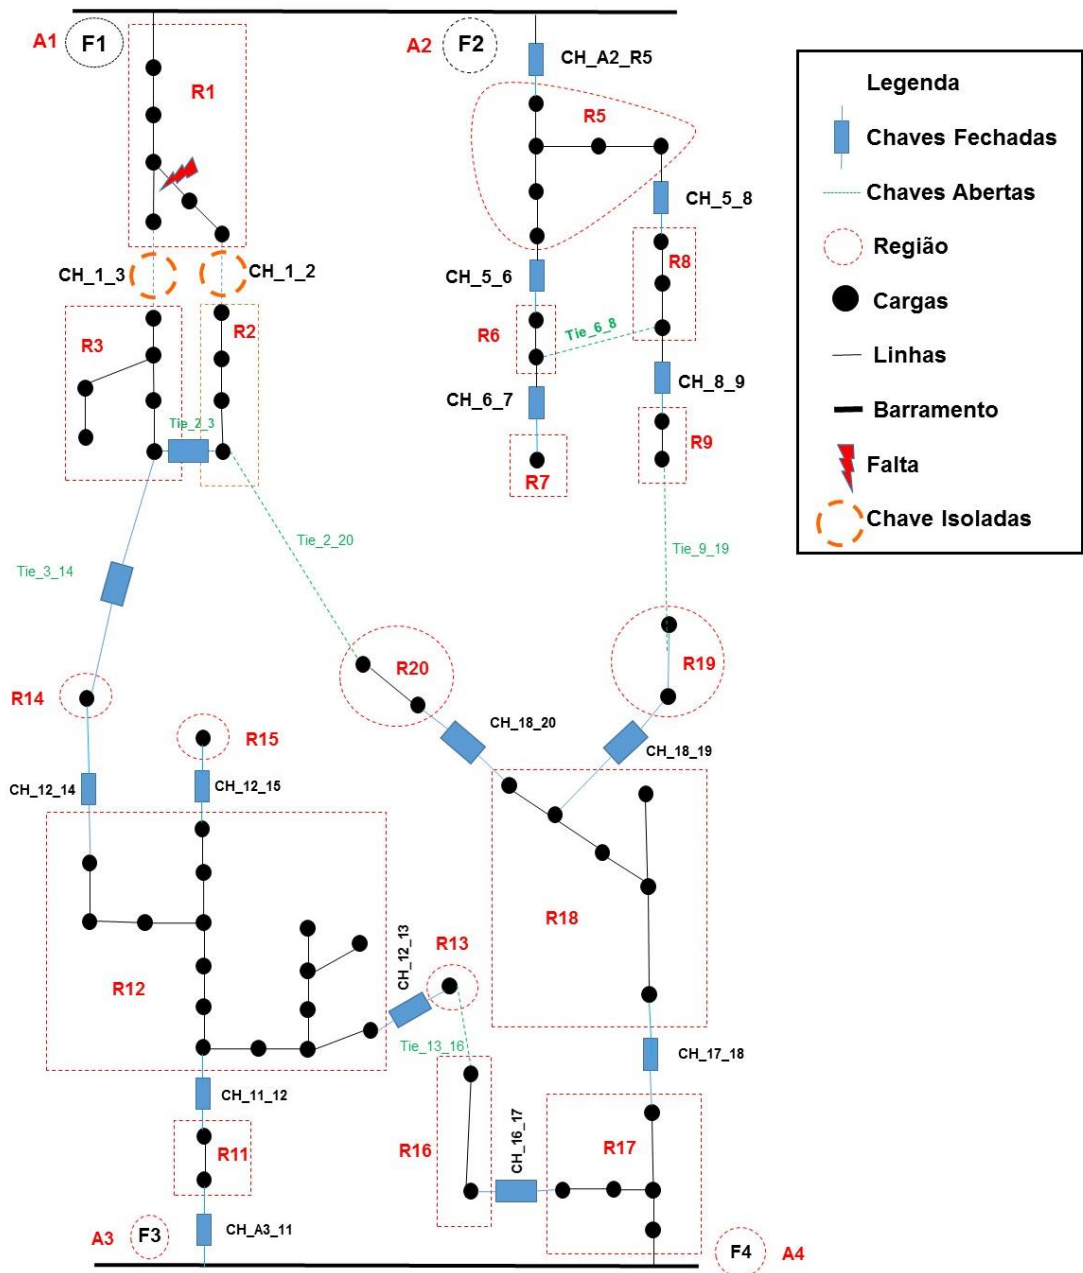 A1
F1
A2
F2
CH_A2_R5
R1
R5
CH_5_8
CH_1_3
CH_1_2
CH_5_6
R8
R3
R2
R6
Tie_6_8
CH_6_7
CH_8_9
Tie_2_3
R9
R7
Tie_3_14
Tie_2_20
Tie_9_19
R14
R20
R19
R15
CH_18_20
CH_18_19
CH_12_14
CH_12_15
R18
R12
CH_12_13
R13
Tie_13_16
CH_17_18
CH_11_12
R11
R16
CH_16_17
R17
A3
F3
CH_A3_11
F4
A4
Legenda
Chaves Fechadas
Chaves Abertas
Região
Cargas
Linhas
Barramento
Falta
Chave Isoladas